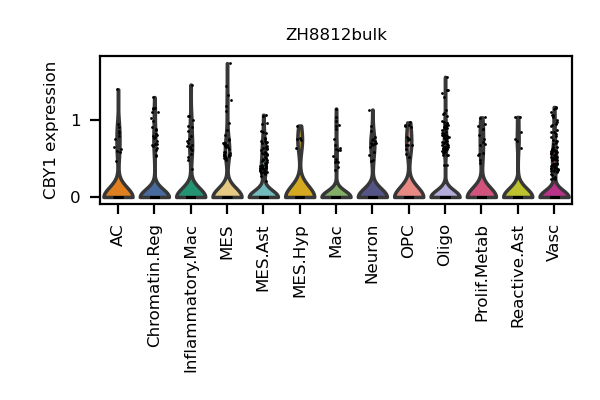 ZH8812bulk
CBY1 expression
1
0
AC
Chromatin.Reg
Inflammatory.Mac
MES
MES.Ast
MES.Hyp
Mac
Neuron
OPC
Oligo
Prolif.Metab
Reactive.Ast
Vasc